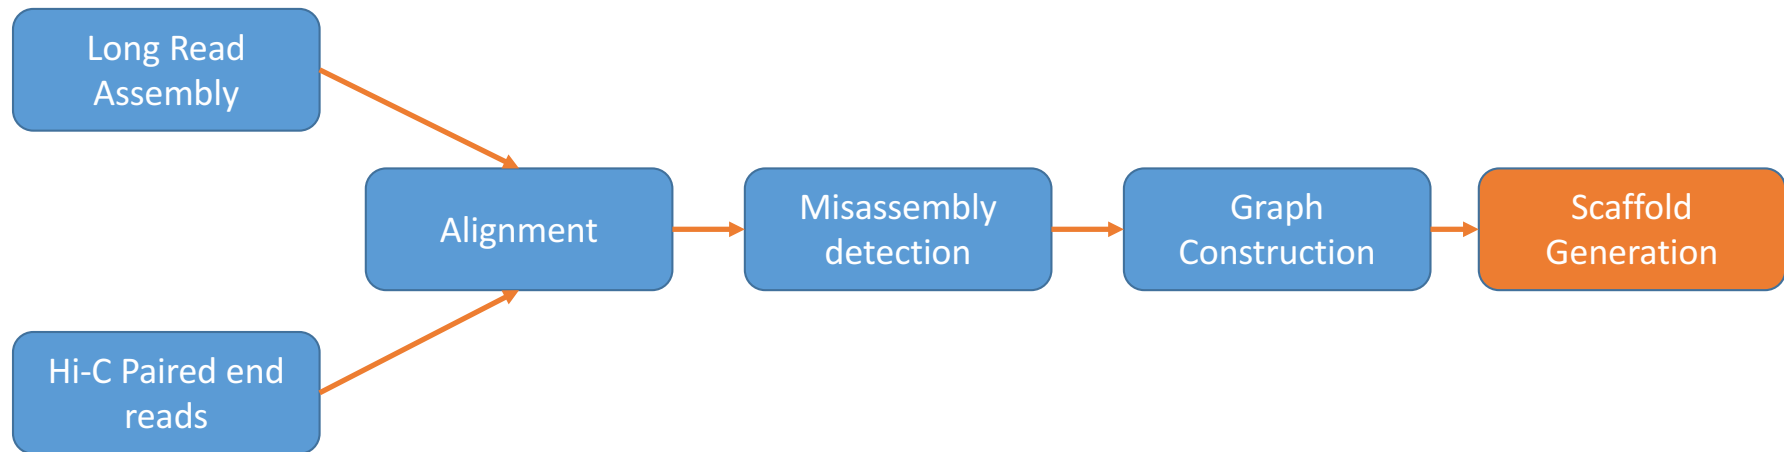 Long Read
Assembly
Hi-C Paired end
reads
Alignment
Misassembly
detection
Graph
Construction
Scaffold
Generation